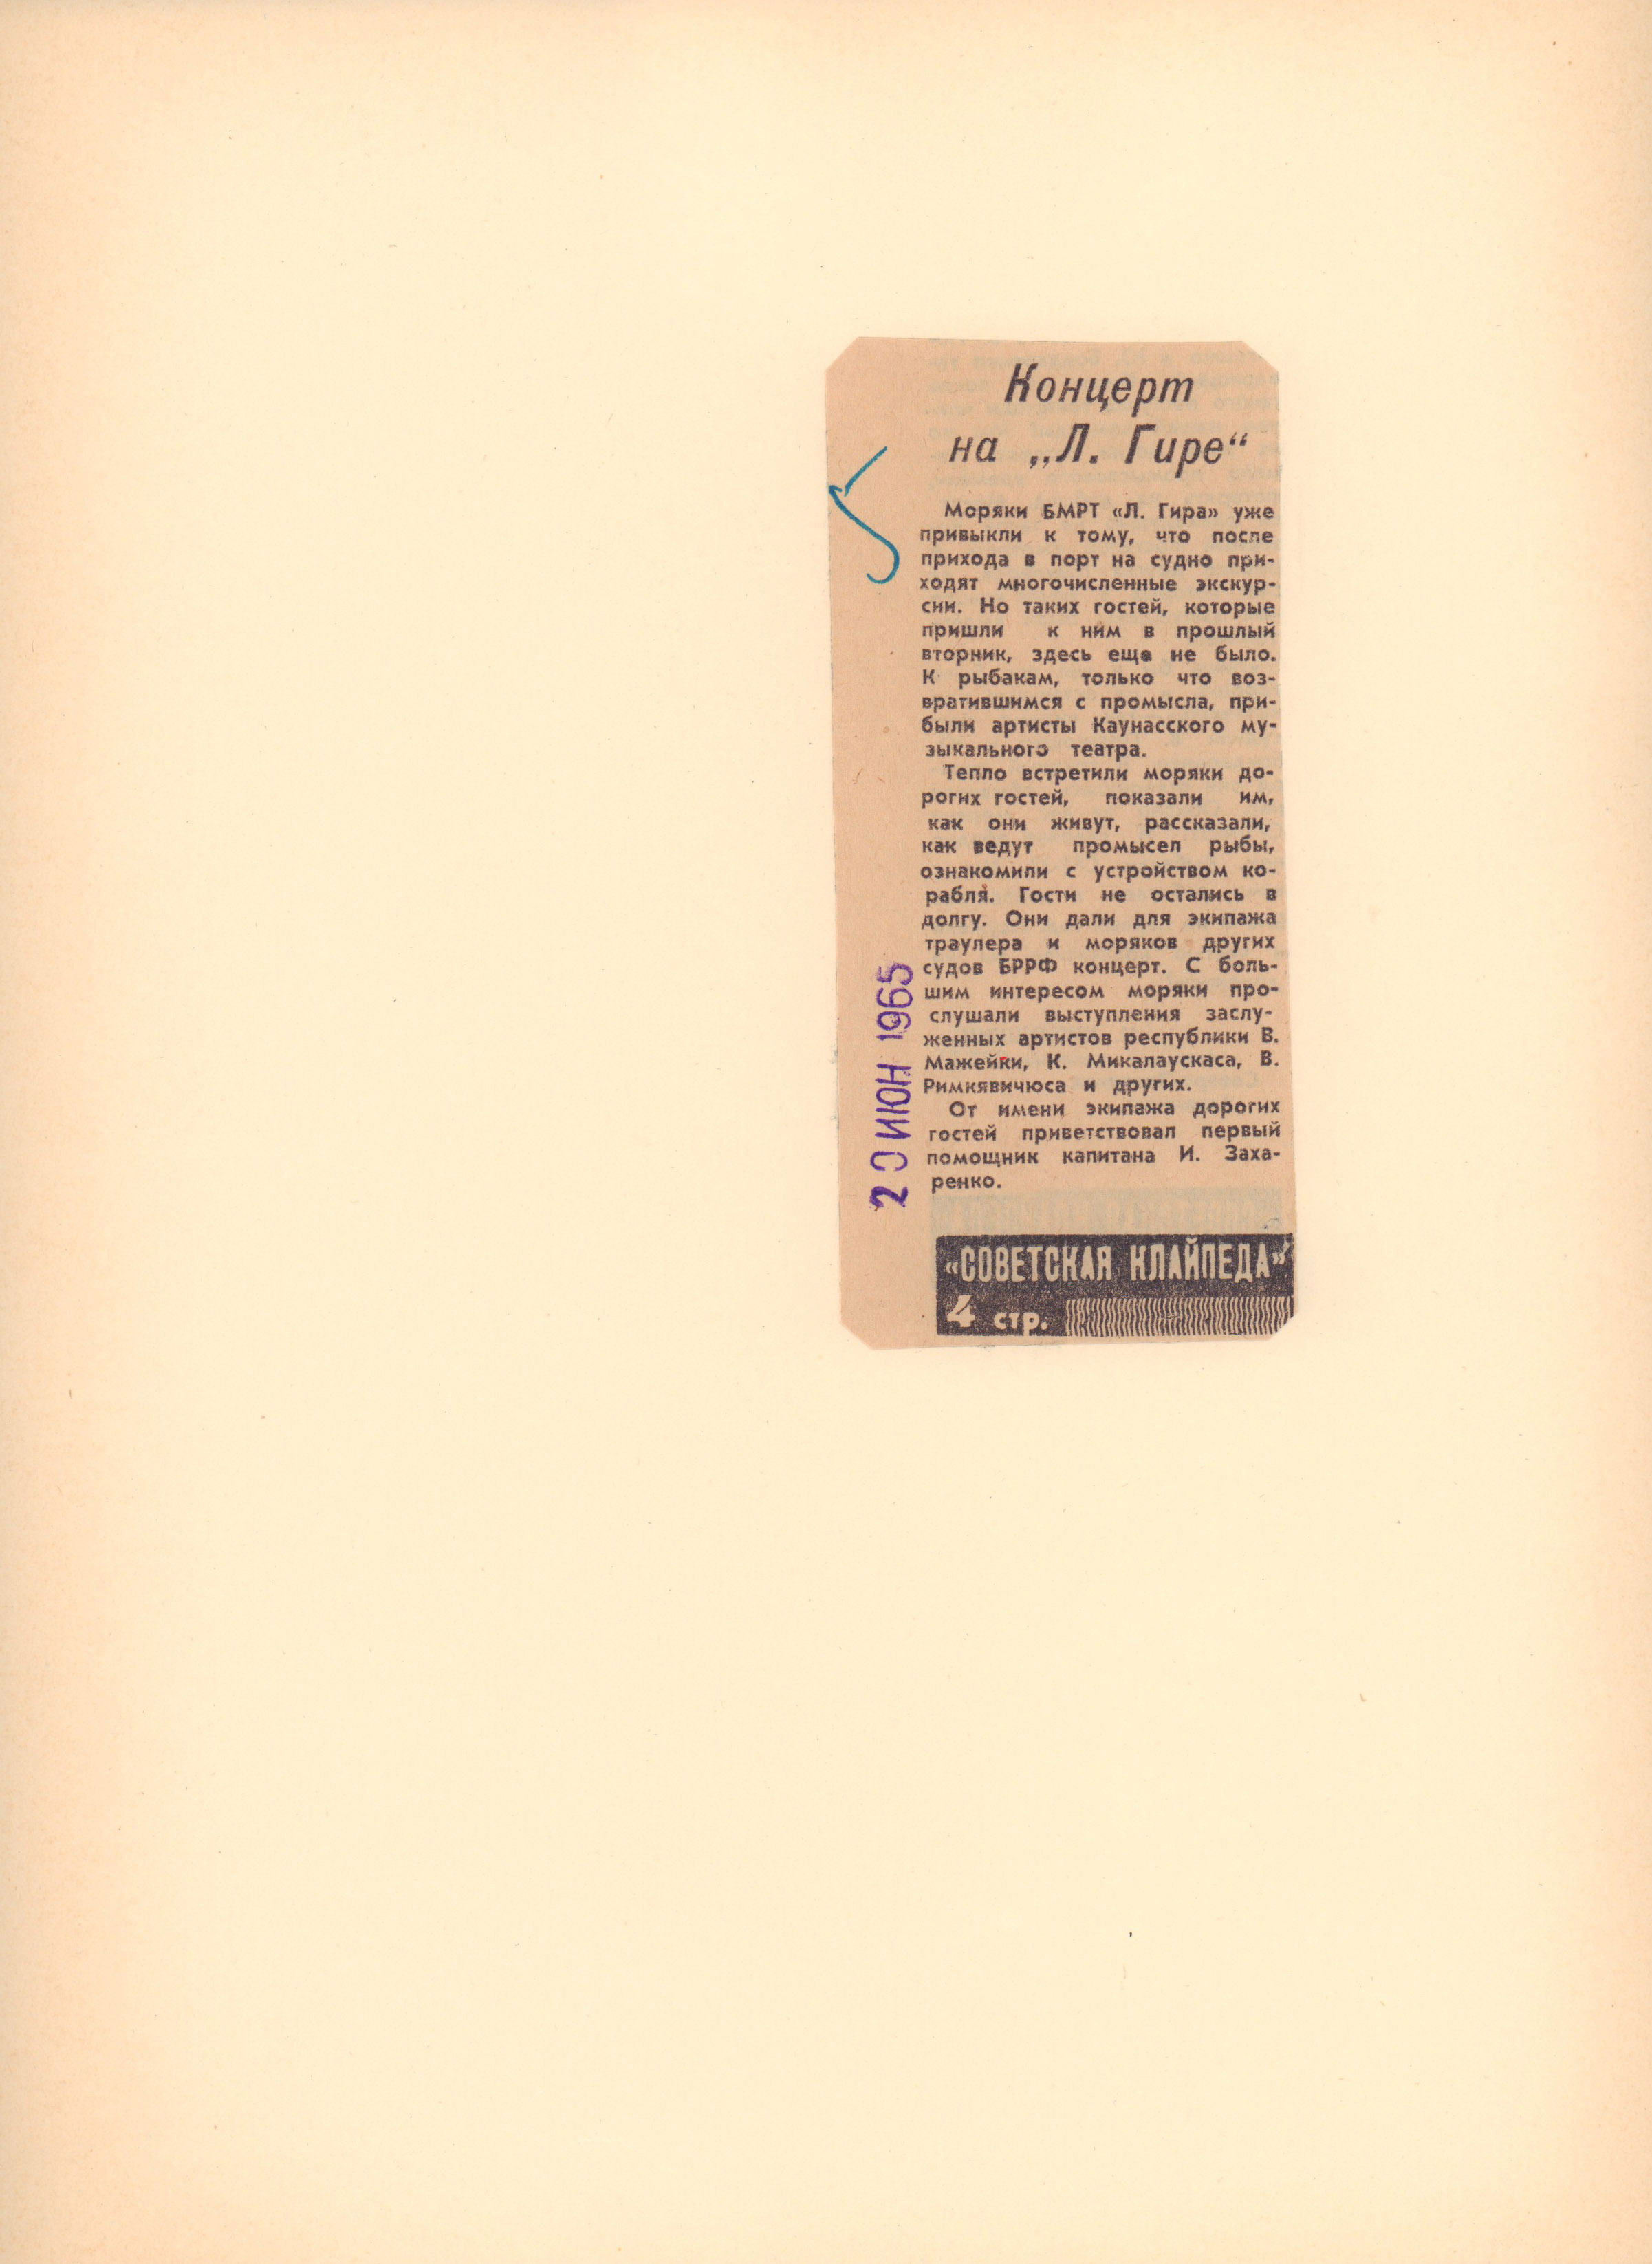 Концерт
на „Л. Гире“
Моряки БМРТ «Л. Гира» уже
привыкли к тому, что после
прихода в порт на судно при-
ходят многочисленные экскур-
сии. Но таких гостей, которые
пришли к ним в прошлый
вторник, здесь еще не было.
К рыбакам, только что воз-
вратившимся с промысла, при-
были артисты Каунасского му-
зыкального театра.
Тепло встретили моряки до-
рогих гостей, показали им,
как они живут, рассказали,
как ведут промысел рыбы,
ознакомили с устройством ко-
рабля. Гости не остались в
долгу. Они дали для экипажа
траулера и моряков других
судов БРРФ концерт. С боль-
шим интересом моряки про-
слушали выступления заслу-
женных артистов республики В.
Мажейки, К. Микалаускаса, В.
Римкявичюса и других.
От имени экипажа дорогих
гостей приветствовал первый
помощник капитана И. Заха-
ренко.
20 ИЮН 1965
«СОВЕТСКАЯ КЛАЙПЕДА»
4 стр.